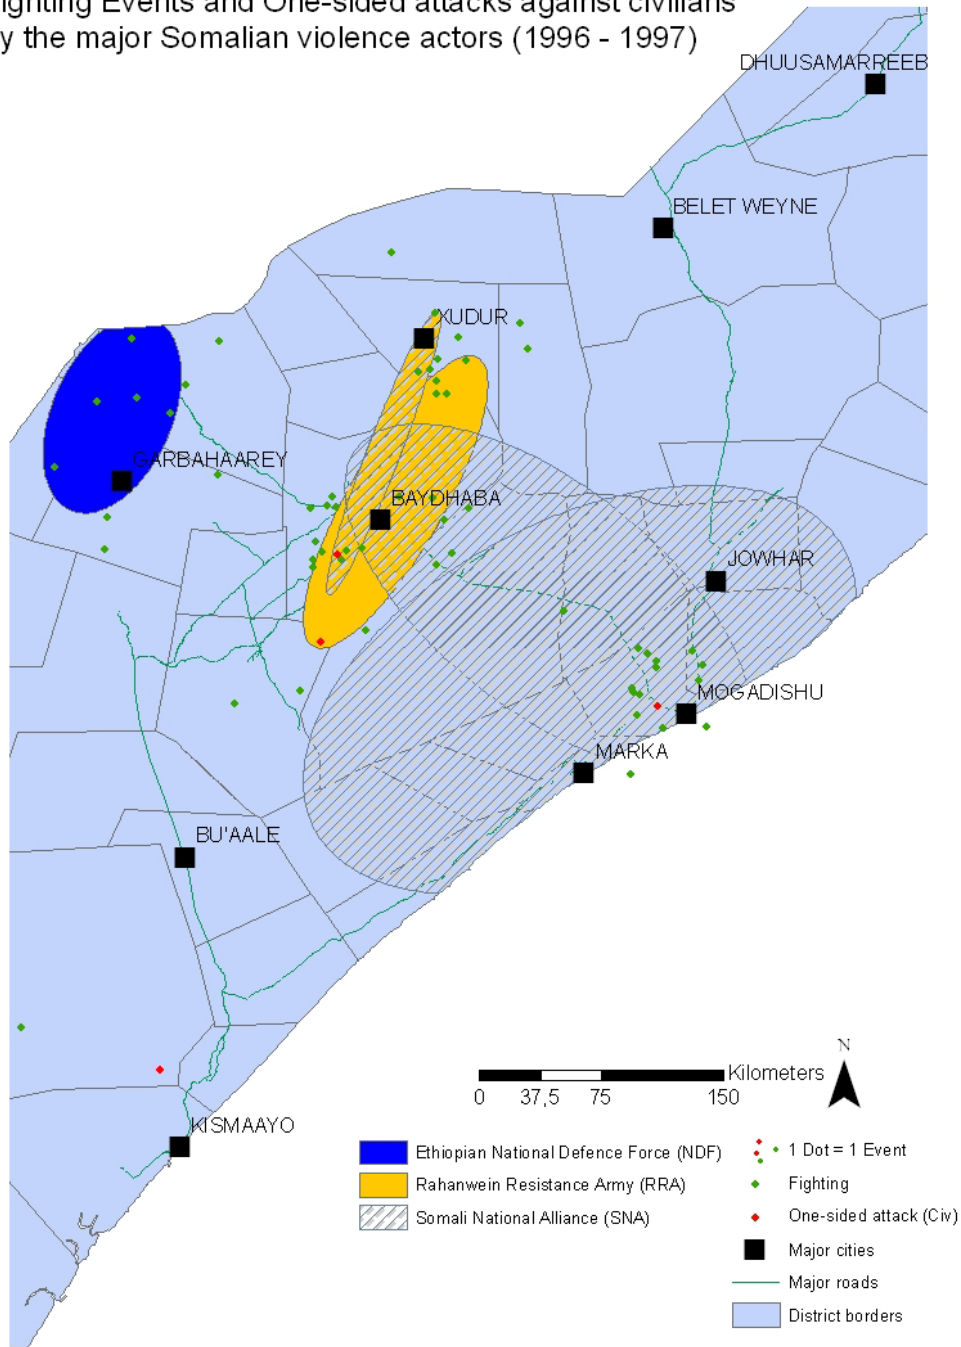 ighting Events and One-sided attacks against civilians
y the major Somalian violence actors (1996 - 1997)
DHUUSAMARREEB
BELET WEYNE
XUDUR
GARBAHAAREY
BAYDHABA
JOWHAR
MOGADISHU
MARKA
BU'AALE
KISMAAYO
N
Kilometers
0 37,5 75 150
Ethiopian National Defence Force (NDF)
Rahanwein Resistance Army (RRA)
Somali National Alliance (SNA)
1 Dot = 1 Event
Fighting
One-sided attack (Civ)
Major cities
Major roads
District borders